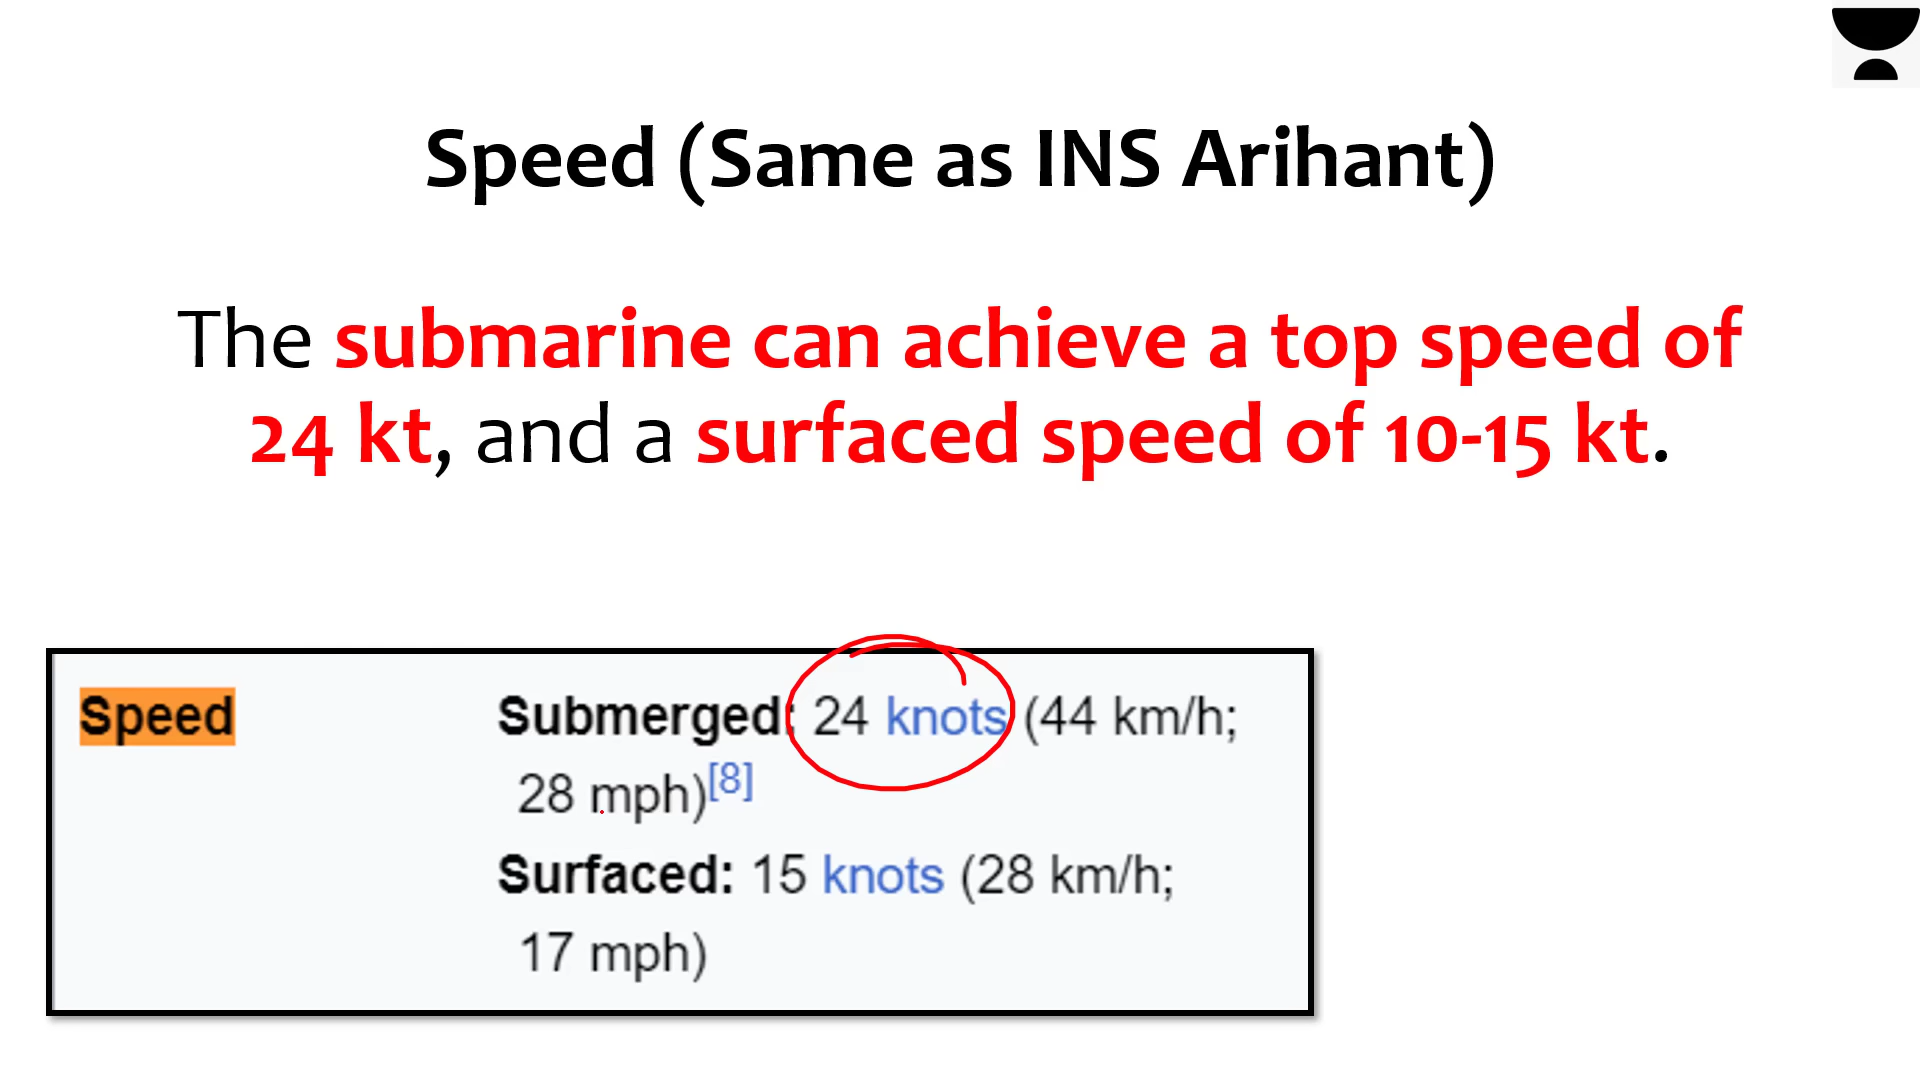 Speed (Same as INS Arihant)
The submarine can achieve a top speed of
24 kt, and a surfaced speed of 10-15 kt.
Speed
Submerged: 24 knots (44 km/h;
28 mph)[8]
Surfaced: 15 knots (28 km/h;
17 mph)